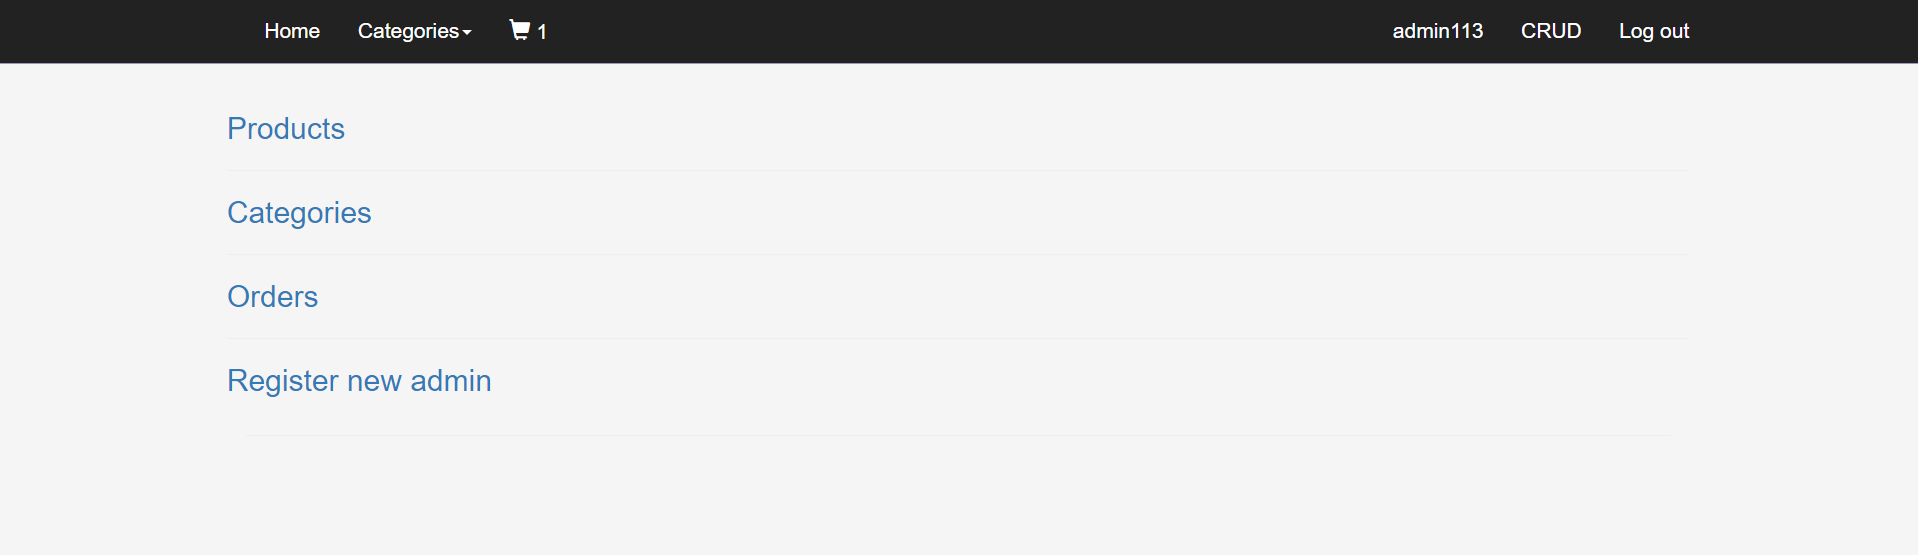 Home Categories 1 admin113 CRUD Log out
Products
Categories
Orders
Register new admin